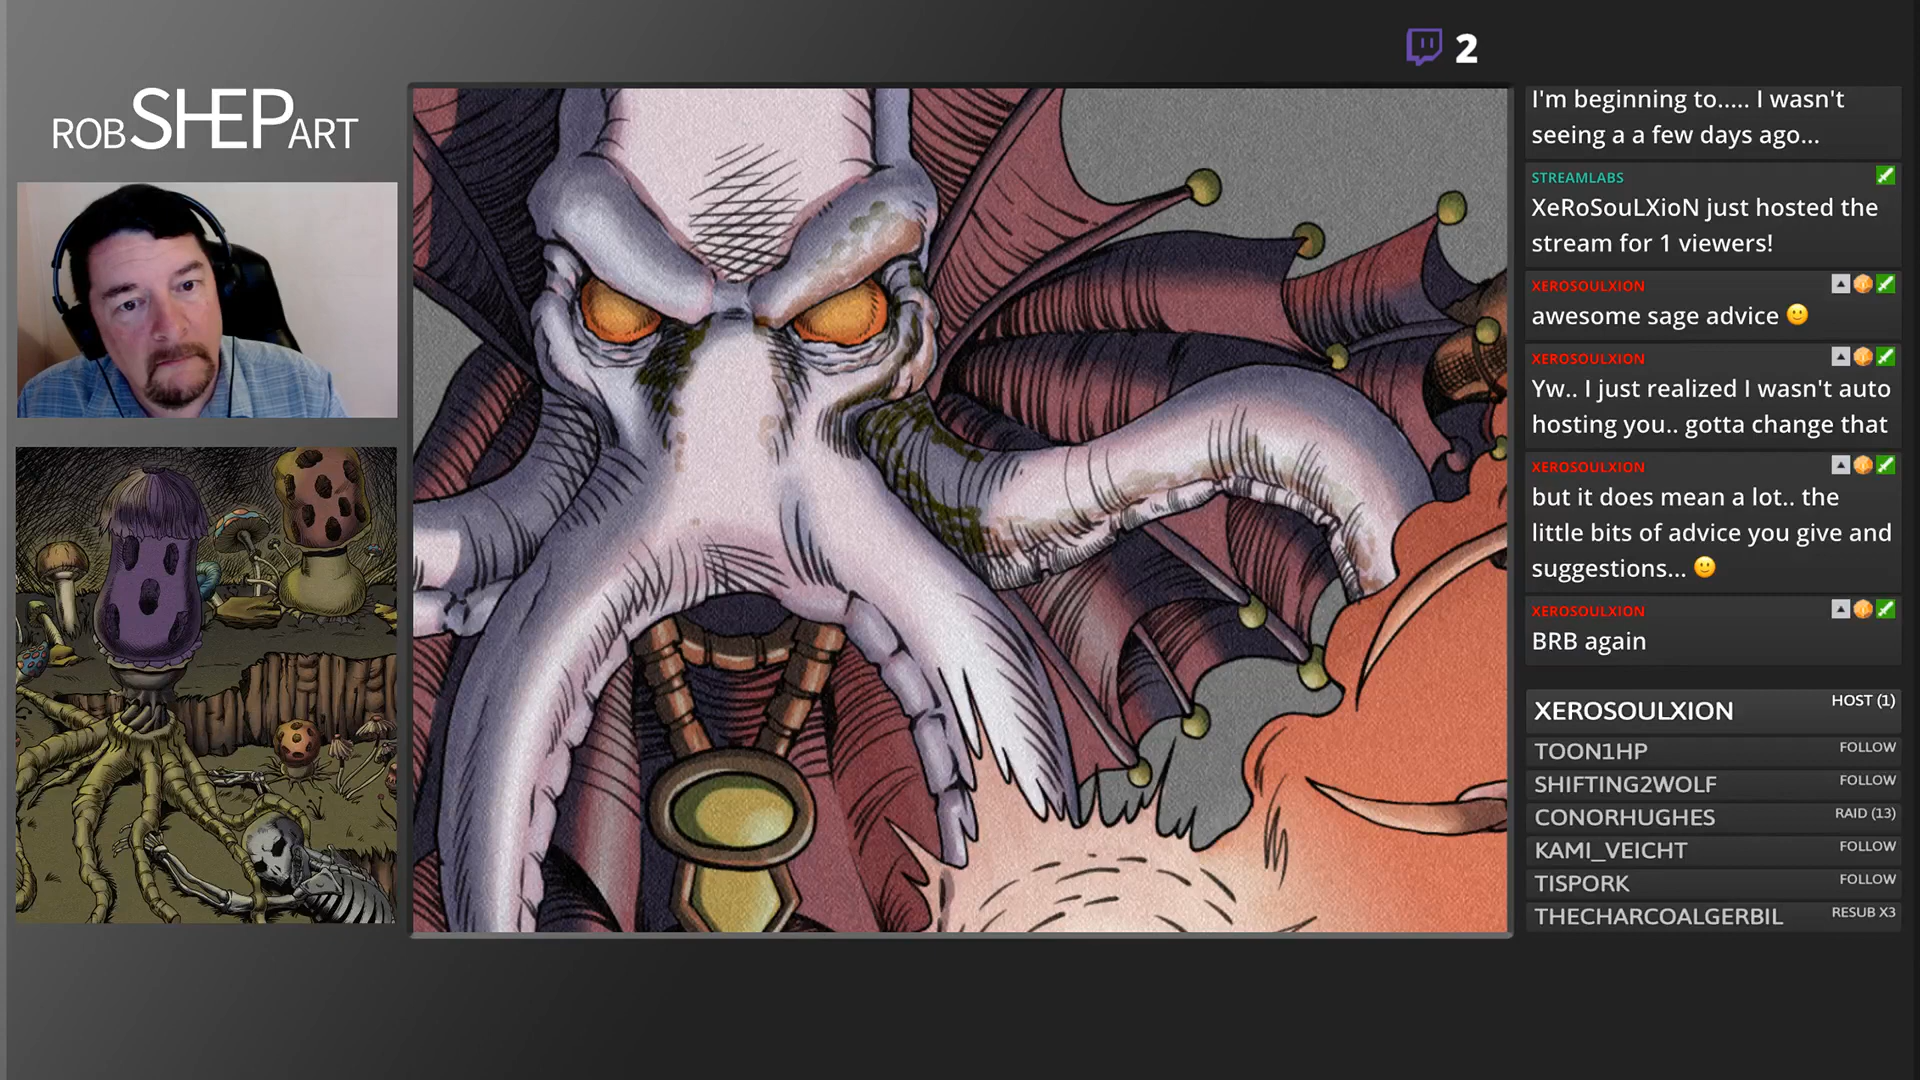 ROB SHEP ART
2
I'm beginning to..... I wasn't
seeing a a few days ago...
STREAMLABS
XeRoSouLXioN just hosted the
stream for 1 viewers!
XEROSOULXION
awesome sage advice 🙂
XEROSOULXION
Yw.. I just realized I wasn't auto
hosting you.. gotta change that
XEROSOULXION
but it does mean a lot.. the
little bits of advice you give and
suggestions... 🙂
XEROSOULXION
BRB again
XEROSOULXION HOST (1)
TOON1HP FOLLOW
SHIFTING2WOLF FOLLOW
CONORHUGHES RAID (13)
KAMI_VEICHT FOLLOW
TISPORK FOLLOW
THECHARCOALGERBIL RESUB X3